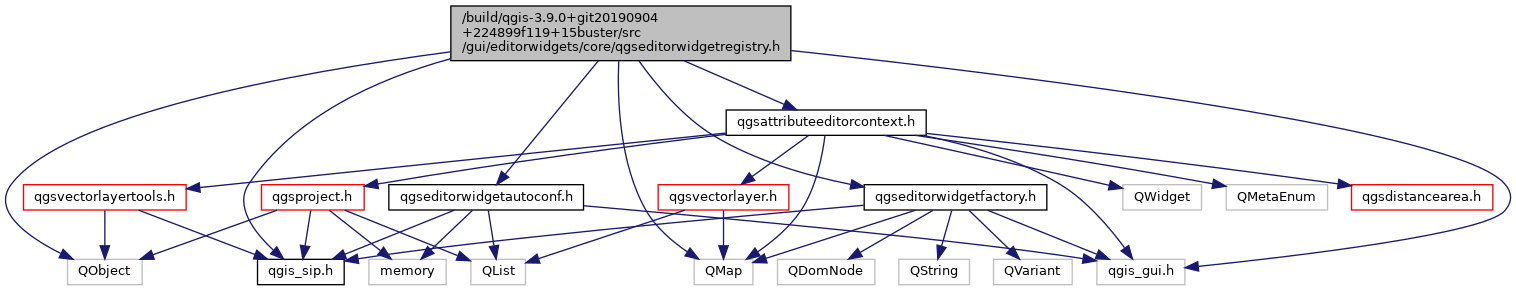 /build/qgis-3.9.0+git20190904
+224899f119+15buster/src
/gui/editorwidgets/core/qgseditorwidgetregistry.h
qgsattributeeditorcontext.h
qgsvectorlayertools.h
qgsproject.h
qgseditorwidgetautoconf.h
qgsvectorlayer.h
qgseditorwidgetfactory.h
QWidget
QMetaEnum
qgsdistancearea.h
QObject
qgis_sip.h
memory
QList
QMap
QDomNode
QString
QVariant
qgis_gui.h